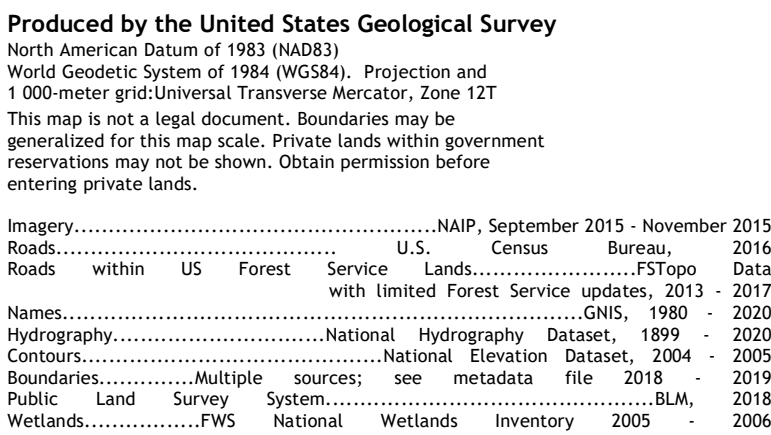 Produced by the United States Geological Survey
North American Datum of 1983 (NAD83)
World Geodetic System of 1984 (WGS84). Projection and
1 000-meter grid:Universal Transverse Mercator, Zone 12T
This map is not a legal document. Boundaries may be
generalized for this map scale. Private lands within government
reservations may not be shown. Obtain permission before
entering private lands.
Imagery.....................................................NAIP, September 2015 - November 2015
Roads......................................... U.S. Census Bureau, 2016
Roads within US Forest Service Lands........................FSTopo Data
with limited Forest Service updates, 2013 - 2017
Names............................................................................GNIS, 1980 - 2020
Hydrography...............................National Hydrography Dataset, 1899 - 2020
Contours............................................National Elevation Dataset, 2004 - 2005
Boundaries..............Multiple sources; see metadata file 2018 - 2019
Public Land Survey System................................................BLM, 2018
Wetlands.................FWS National Wetlands Inventory 2005 - 2006